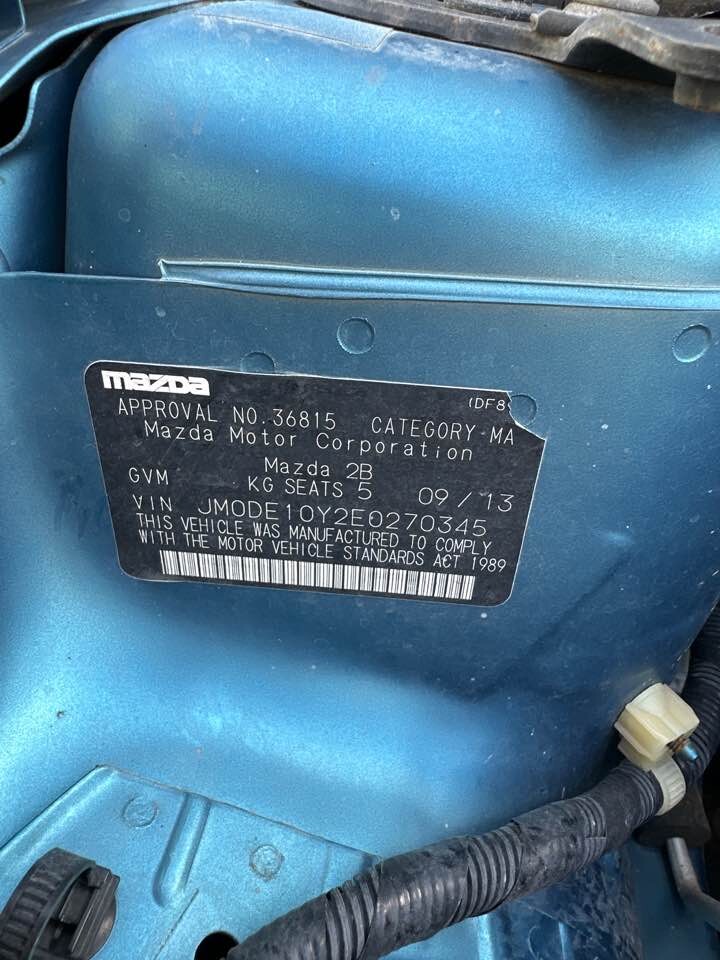 mazda
(DF8
APPROVAL NO.36815 CATEGORY-MA
Mazda Motor Corporation
Mazda 2B
GVM KG SEATS 5 09/13
VIN JM0DE10Y2E0270345
THIS VEHICLE WAS MANUFACTURED TO COMPLY
WITH THE MOTOR VEHICLE STANDARDS ACT 1989